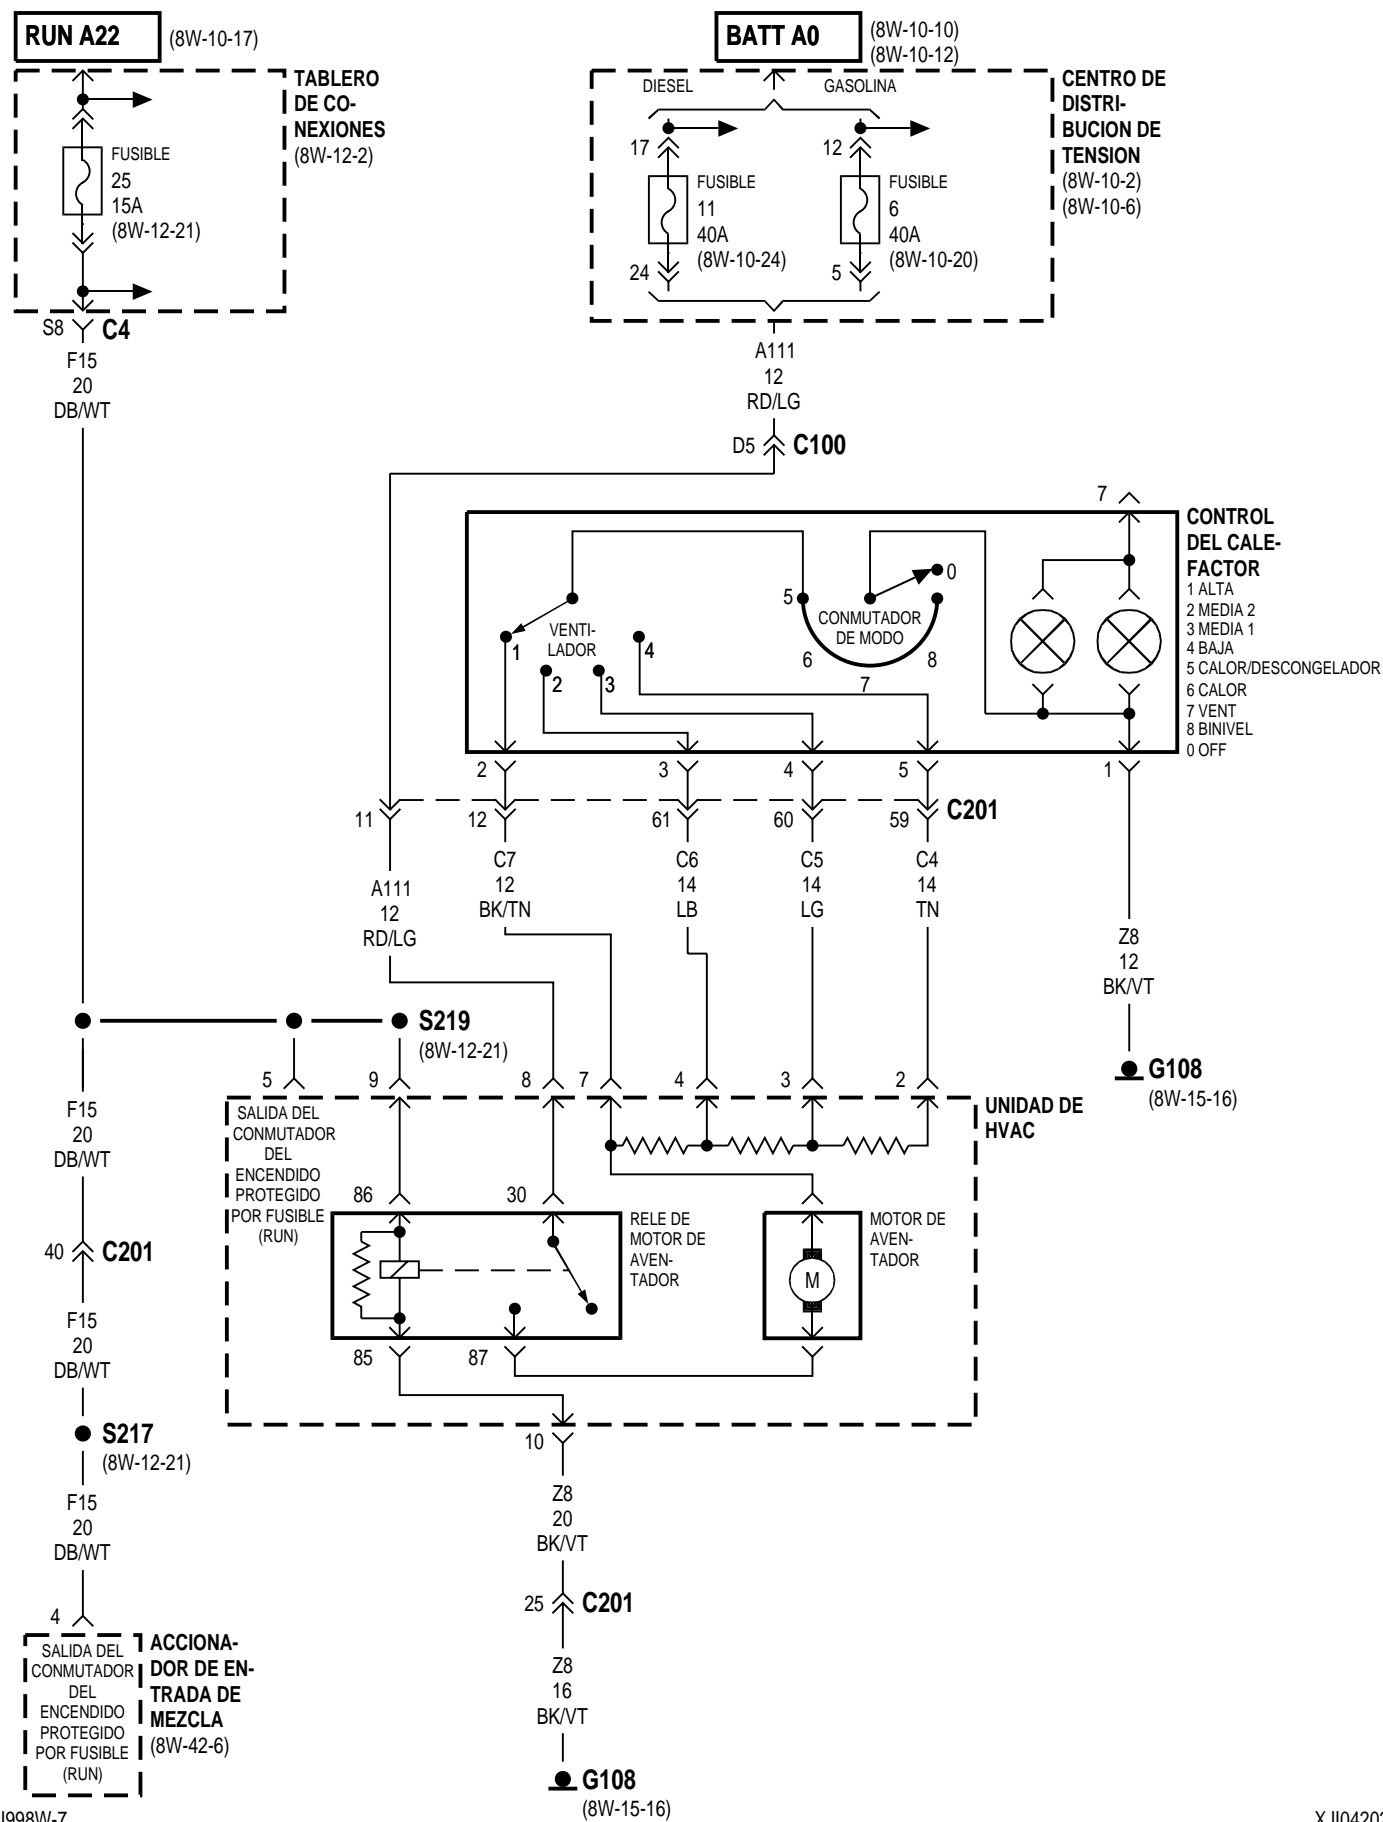 RUN A22
(8W-10-17)
BATT A0
(8W-10-10)
(8W-10-12)
TABLERO
DE CO-
NEXIONES
(8W-12-2)
FUSIBLE
25
15A
(8W-12-21)
S8
C4
F15
20
DB/WT
DIESEL
GASOLINA
17
FUSIBLE
11
40A
(8W-10-24)
24
12
FUSIBLE
6
40A
(8W-10-20)
5
CENTRO DE
DISTRI-
BUCION DE
TENSION
(8W-10-2)
(8W-10-6)
A111
12
RD/LG
D5
C100
7
CONTROL
DEL CALE-
FACTOR
1 ALTA
2 MEDIA 2
3 MEDIA 1
4 BAJA
5 CALOR/DESCONGELADOR
6 CALOR
7 VENT
8 BINIVEL
0 OFF
VENTI-
LADOR
1
2
3
4
CONMUTADOR
DE MODO
0
5
6
7
8
2
3
4
5
1
11
12
61
60
59
C201
A111
12
RD/LG
C7
12
BK/TN
C6
14
LB
C5
14
LG
C4
14
TN
Z8
12
BK/VT
G108
(8W-15-16)
S219
(8W-12-21)
5
9
8
7
4
3
2
UNIDAD DE
HVAC
SALIDA DEL
CONMUTADOR
DEL
ENCENDIDO
PROTEGIDO
POR FUSIBLE
(RUN)
86
30
RELE DE
MOTOR DE
AVEN-
TADOR
M
MOTOR DE
AVEN-
TADOR
85
87
10
Z8
20
BK/VT
25
C201
Z8
16
BK/VT
G108
(8W-15-16)
F15
20
DB/WT
40
C201
F15
20
DB/WT
S217
(8W-12-21)
F15
20
DB/WT
4
SALIDA DEL
CONMUTADOR
DEL
ENCENDIDO
PROTEGIDO
POR FUSIBLE
(RUN)
ACCIONA-
DOR DE EN-
TRADA DE
MEZCLA
(8W-42-6)